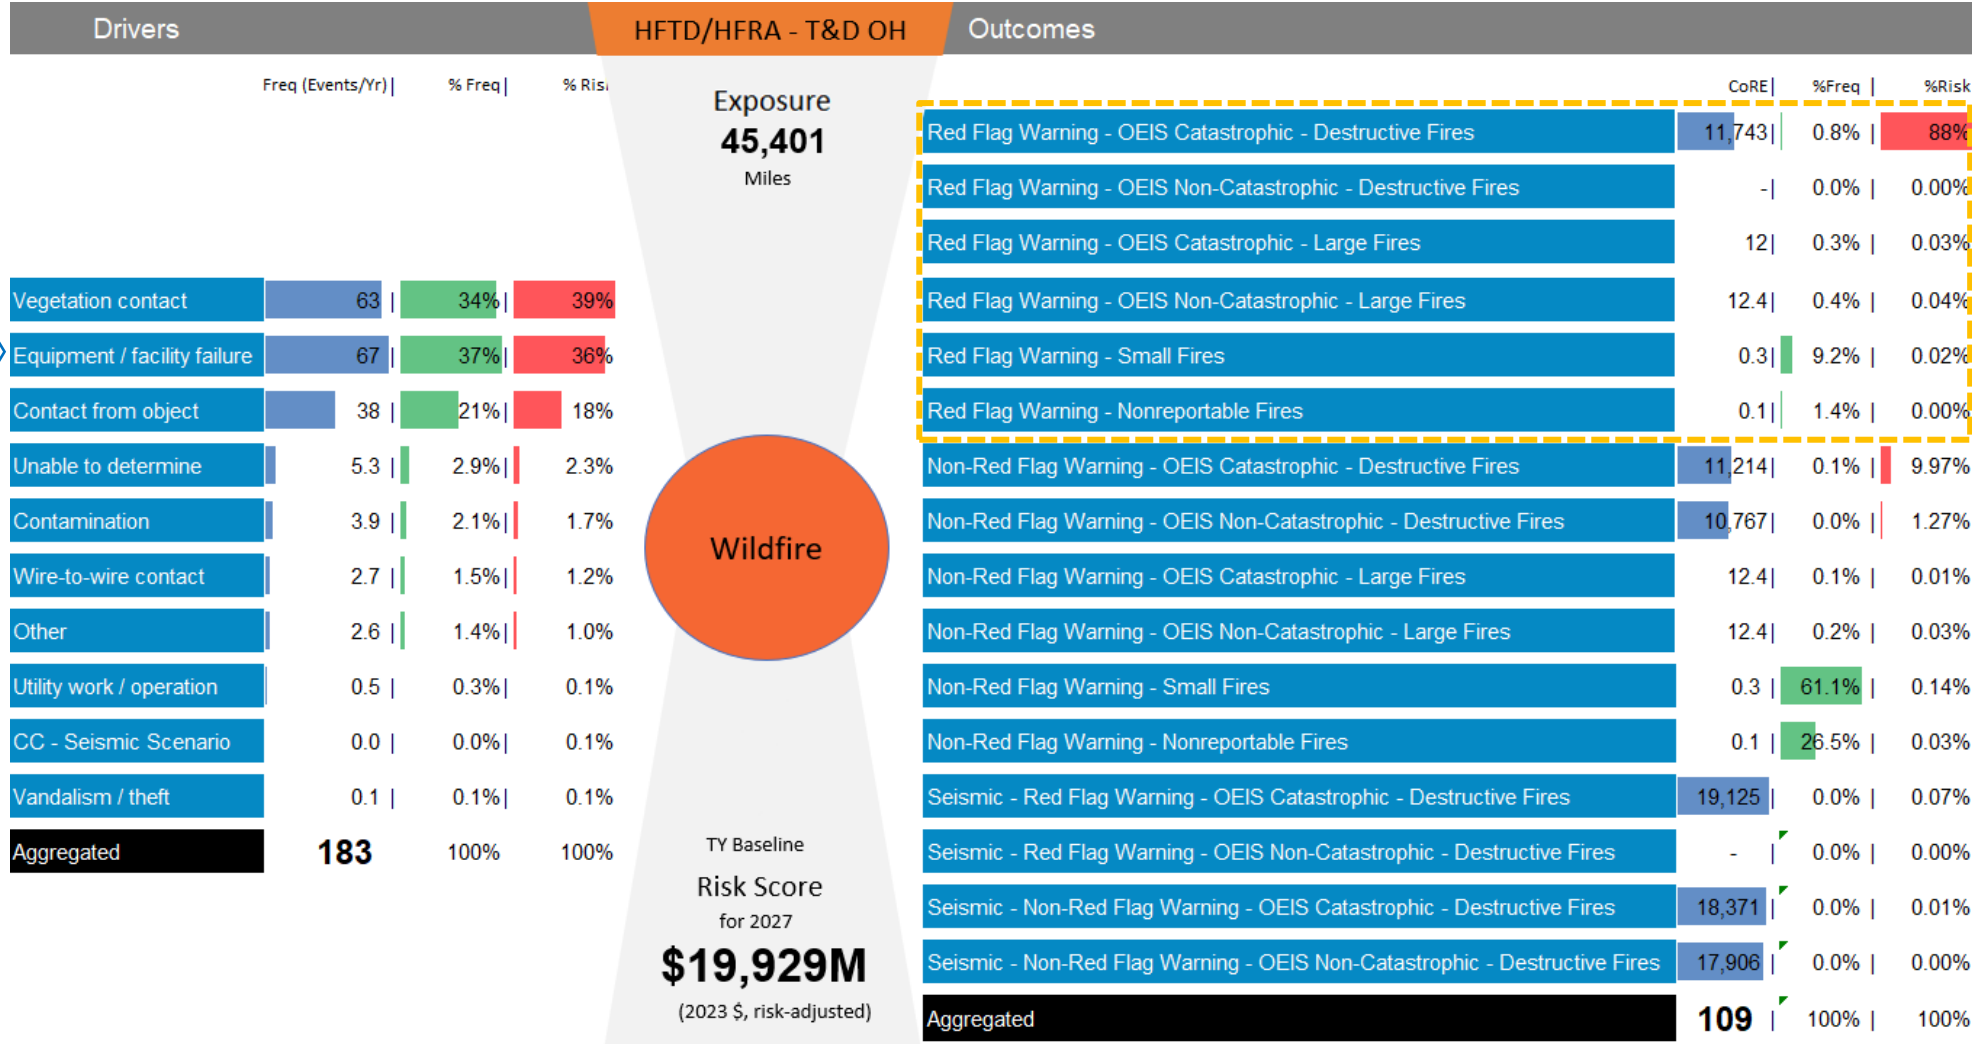 Drivers
HFTD/HFRA - T&D OH
Outcomes
Freq (Events/Yr)| % Freq| % Ris
Exposure
45,401
Miles
CoRE| %Freq | %Risk
Red Flag Warning - OEIS Catastrophic - Destructive Fires 11,743| 0.8% | 88%
Red Flag Warning - OEIS Non-Catastrophic - Destructive Fires -| 0.0% | 0.00%
Red Flag Warning - OEIS Catastrophic - Large Fires 12| 0.3% | 0.03%
Vegetation contact 63 | 34%| 39%
Red Flag Warning - OEIS Non-Catastrophic - Large Fires 12.4| 0.4% | 0.04%
Equipment / facility failure 67 | 37%| 36%
Red Flag Warning - Small Fires 0.3| 9.2% | 0.02%
Contact from object 38 | 21%| 18%
Red Flag Warning - Nonreportable Fires 0.1| 1.4% | 0.00%
Unable to determine 5.3 | 2.9%| 2.3%
Non-Red Flag Warning - OEIS Catastrophic - Destructive Fires 11,214| 0.1% | 9.97%
Contamination 3.9 | 2.1%| 1.7%
Wildfire
Non-Red Flag Warning - OEIS Non-Catastrophic - Destructive Fires 10,767| 0.0% | 1.27%
Wire-to-wire contact 2.7 | 1.5%| 1.2%
Non-Red Flag Warning - OEIS Catastrophic - Large Fires 12.4| 0.1% | 0.01%
Other 2.6 | 1.4%| 1.0%
Non-Red Flag Warning - OEIS Non-Catastrophic - Large Fires 12.4| 0.2% | 0.03%
Utility work / operation 0.5 | 0.3%| 0.1%
Non-Red Flag Warning - Small Fires 0.3 | 61.1% | 0.14%
CC - Seismic Scenario 0.0 | 0.0%| 0.1%
Non-Red Flag Warning - Nonreportable Fires 0.1 | 26.5% | 0.03%
Vandalism / theft 0.1 | 0.1%| 0.1%
Seismic - Red Flag Warning - OEIS Catastrophic - Destructive Fires 19,125 | 0.0% | 0.07%
Aggregated 183 100% 100%
TY Baseline
Risk Score
for 2027
$19,929M
(2023 $, risk-adjusted)
Seismic - Red Flag Warning - OEIS Non-Catastrophic - Destructive Fires - | 0.0% | 0.00%
Seismic - Non-Red Flag Warning - OEIS Catastrophic - Destructive Fires 18,371 | 0.0% | 0.01%
Seismic - Non-Red Flag Warning - OEIS Non-Catastrophic - Destructive Fires 17,906 | 0.0% | 0.00%
Aggregated 109 | 100% | 100%